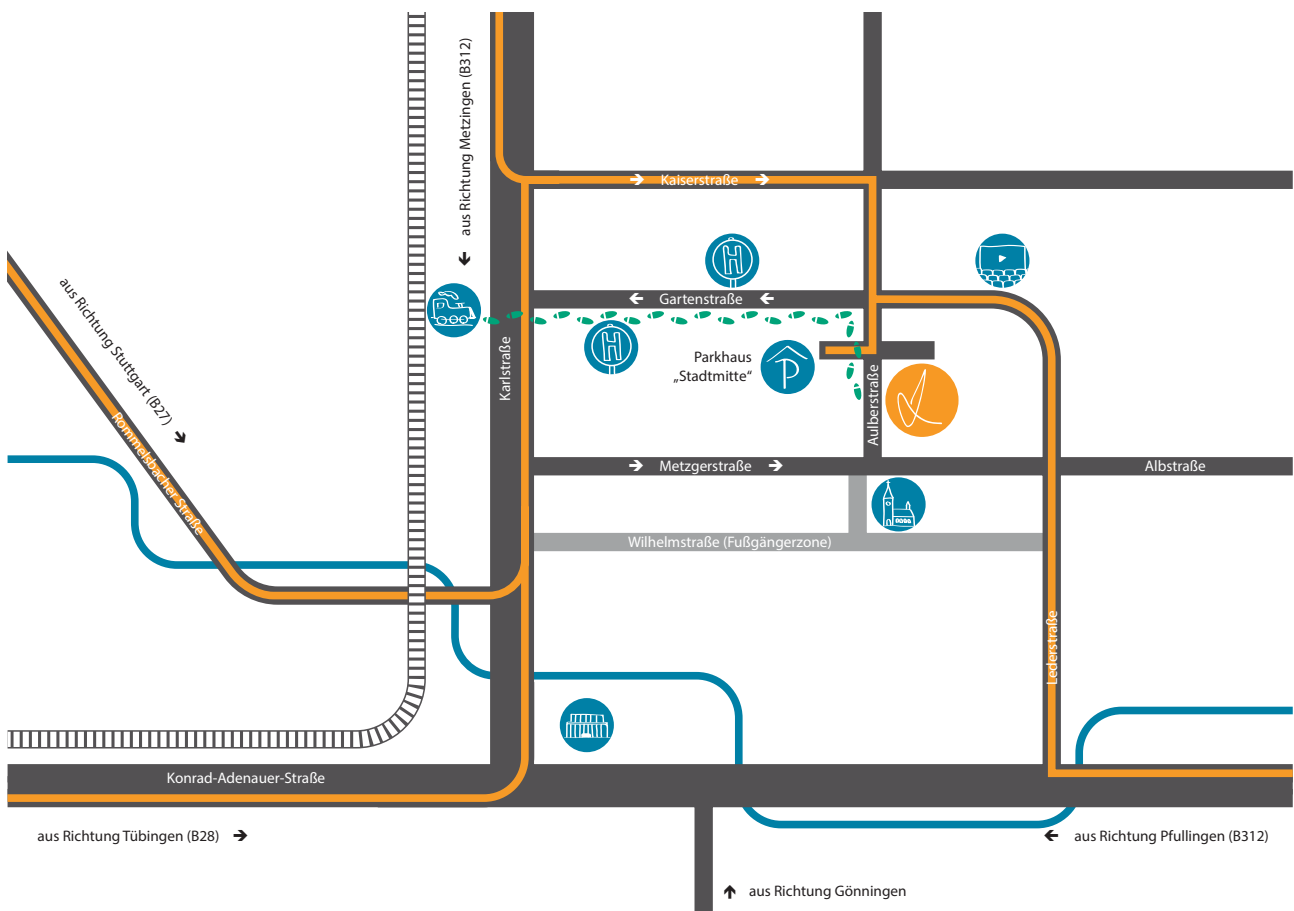 aus Richtung Metzingen (B312)
→ Kaiserstraße →
← Gartenstraße ←
aus Richtung Stuttgart (B27)
Rommelsbacher Straße
Karlstraße
Parkhaus
„Stadtmitte“
P
H
H
Aulberstraße
→ Metzgerstraße →
Albstraße
Wilhelmstraße (Fußgängerzone)
Lederstraße
Konrad-Adenauer-Straße
aus Richtung Tübingen (B28) →
← aus Richtung Pfullingen (B312)
↑ aus Richtung Gönningen